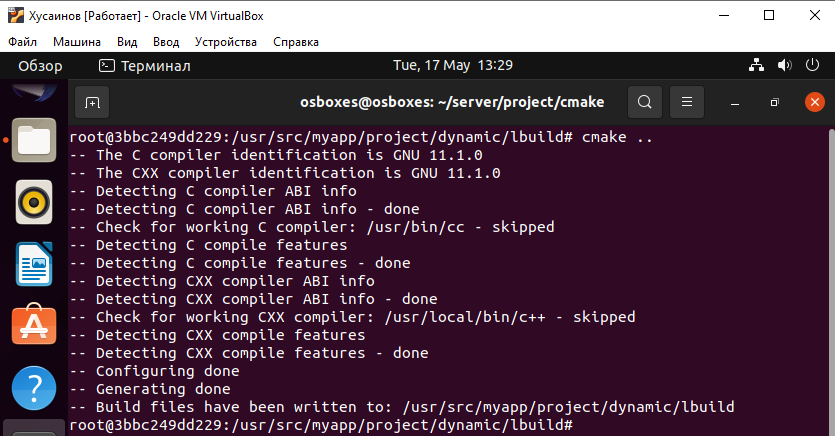 Хусаинов [Работает] - Oracle VM VirtualBox
Файл Машина Вид Ввод Устройства Справка
Обзор Терминал Tue, 17 May 13:29
osboxes@osboxes: ~/server/project/cmake
root@3bbc249dd229:/usr/src/myapp/project/dynamic/lbuild# cmake ..
-- The C compiler identification is GNU 11.1.0
-- The CXX compiler identification is GNU 11.1.0
-- Detecting C compiler ABI info
-- Detecting C compiler ABI info - done
-- Check for working C compiler: /usr/bin/cc - skipped
-- Detecting C compile features
-- Detecting C compile features - done
-- Detecting CXX compiler ABI info
-- Detecting CXX compiler ABI info - done
-- Check for working CXX compiler: /usr/local/bin/c++ - skipped
-- Detecting CXX compile features
-- Detecting CXX compile features - done
-- Configuring done
-- Generating done
-- Build files have been written to: /usr/src/myapp/project/dynamic/lbuild
root@3bbc249dd229:/usr/src/myapp/project/dynamic/lbuild#